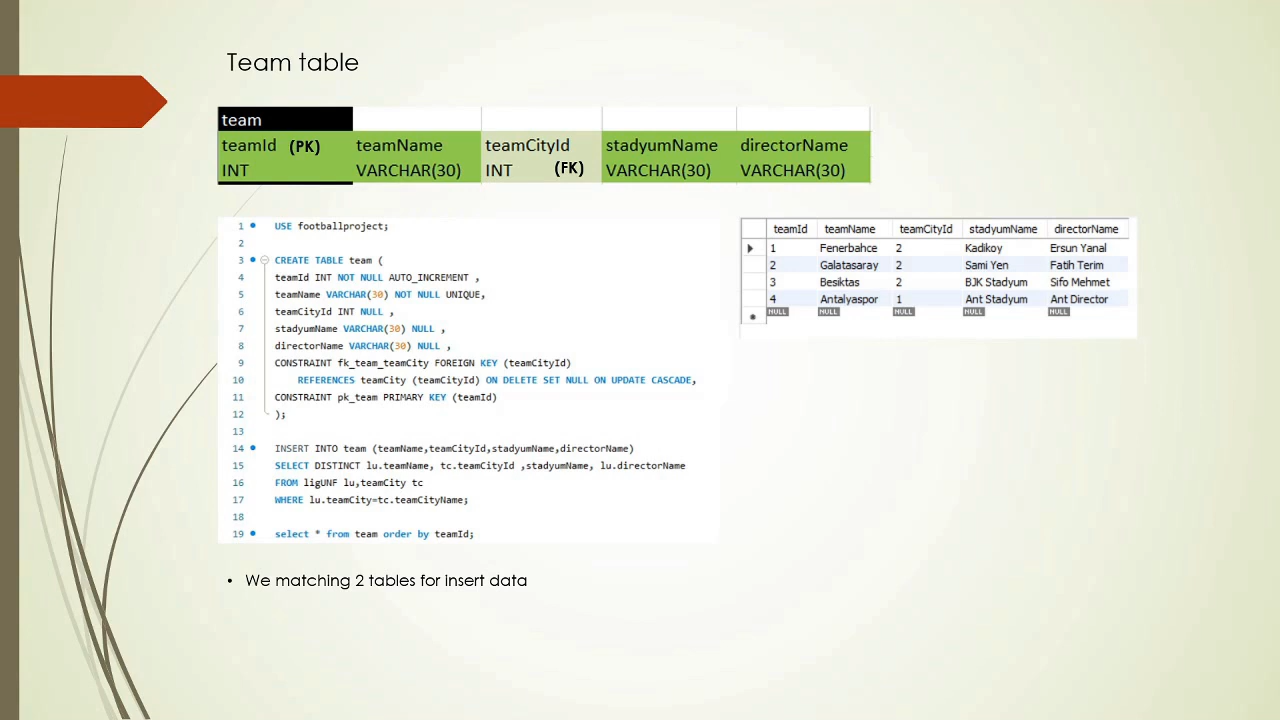 Team table
team
teamId (PK) teamName teamCityId stadyumName directorName
INT VARCHAR(30) INT (FK) VARCHAR(30) VARCHAR(30)
1 USE footballproject;
2
3 CREATE TABLE team (
4 teamId INT NOT NULL AUTO_INCREMENT ,
5 teamName VARCHAR(30) NOT NULL UNIQUE,
6 teamCityId INT NULL ,
7 stadyumName VARCHAR(30) NULL ,
8 directorName VARCHAR(30) NULL ,
9 CONSTRAINT fk_team_teamCity FOREIGN KEY (teamCityId)
10 REFERENCES teamCity (teamCityId) ON DELETE SET NULL ON UPDATE CASCADE,
11 CONSTRAINT pk_team PRIMARY KEY (teamId)
12 );
13
14 INSERT INTO team (teamName,teamCityId,stadyumName,directorName)
15 SELECT DISTINCT lu.teamName, tc.teamCityId ,stadyumName, lu.directorName
16 FROM ligUNF lu,teamCity tc
17 WHERE lu.teamCity=tc.teamCityName;
18
19 select * from team order by teamId;
teamId teamName teamCityId stadyumName directorName
1 Fenerbahce 2 Kadikoy Ersun Yanal
2 Galatasaray 2 Sami Yen Fatih Terim
3 Besiktas 2 BJK Stadyum Sifo Mehmet
4 Antalyaspor 1 Ant Stadyum Ant Director
NULL NULL NULL NULL NULL
• We matching 2 tables for insert data